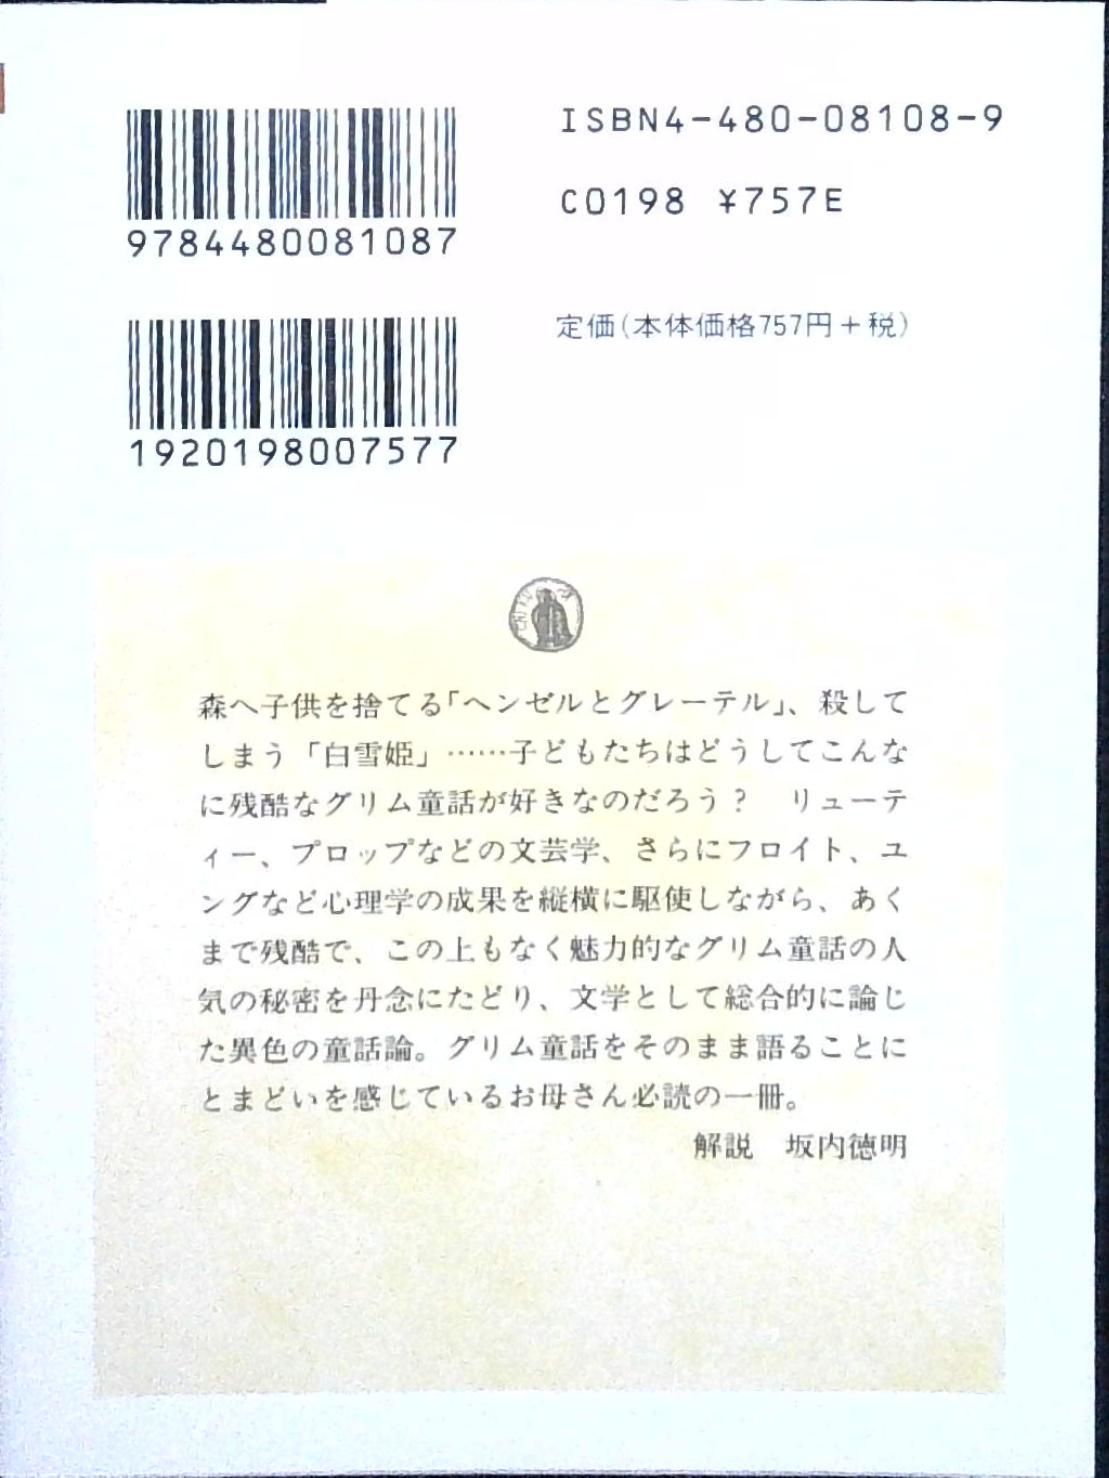 ISBN4-480-08108-9
C0198 ¥757E
9784480081087
定価(本体価格757円+税)
1920198007577
森へ子供を捨てる「ヘンゼルとグレーテル」、殺して
しまう「白雪姫」……子どもたちはどうしてこんな
に残酷なグリム童話が好きなのだろう？　リューテ
ィー、プロップなどの文芸学、さらにフロイト、ユ
ングなど心理学の成果を縦横に駆使しながら、あく
まで残酷で、この上もなく魅力的なグリム童話の人
気の秘密を丹念にたどり、文学として総合的に論じ
た異色の童話論。グリム童話をそのまま語ることに
とまどいを感じているお母さん必読の一冊。
解説　坂内徳明